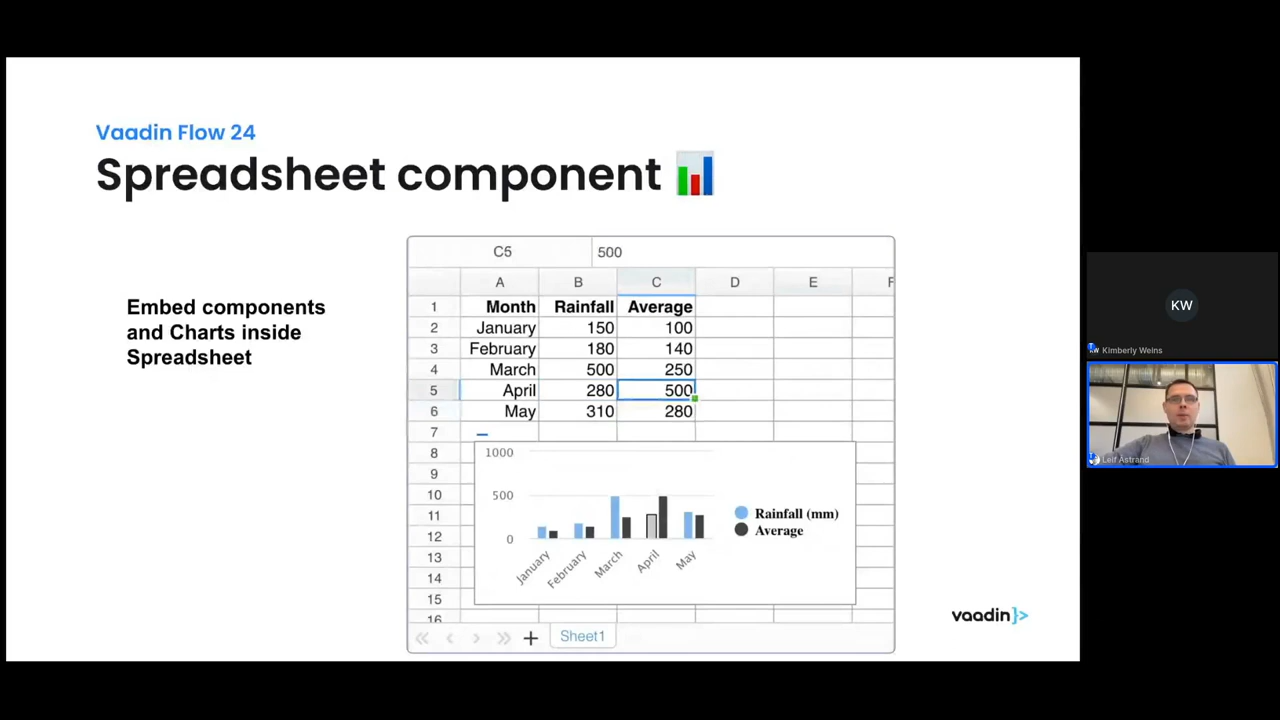 Vaadin Flow 24
Spreadsheet component
Embed components
and Charts inside
Spreadsheet
C5 500
A B C D E F
1 Month Rainfall Average
2 January 150 100
3 February 180 140
4 March 500 250
5 April 280 500
6 May 310 280
7
8
9
10
11
12
13
14
15
16
1000
500
0
January February March April May
Rainfall (mm)
Average
Sheet1
vaadin}>
KW
Kimberly Weins
Leif Åstrand